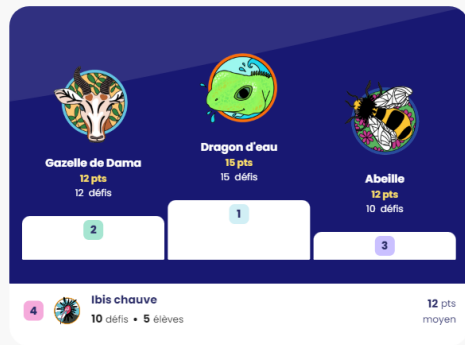 Dragon d'eau
15 pts
15 défis
Gazelle de Dama
12 pts
12 défis
Abeille
12 pts
10 défis
1
2
3
4
Ibis chauve
10 défis • 5 élèves
12 pts
moyen